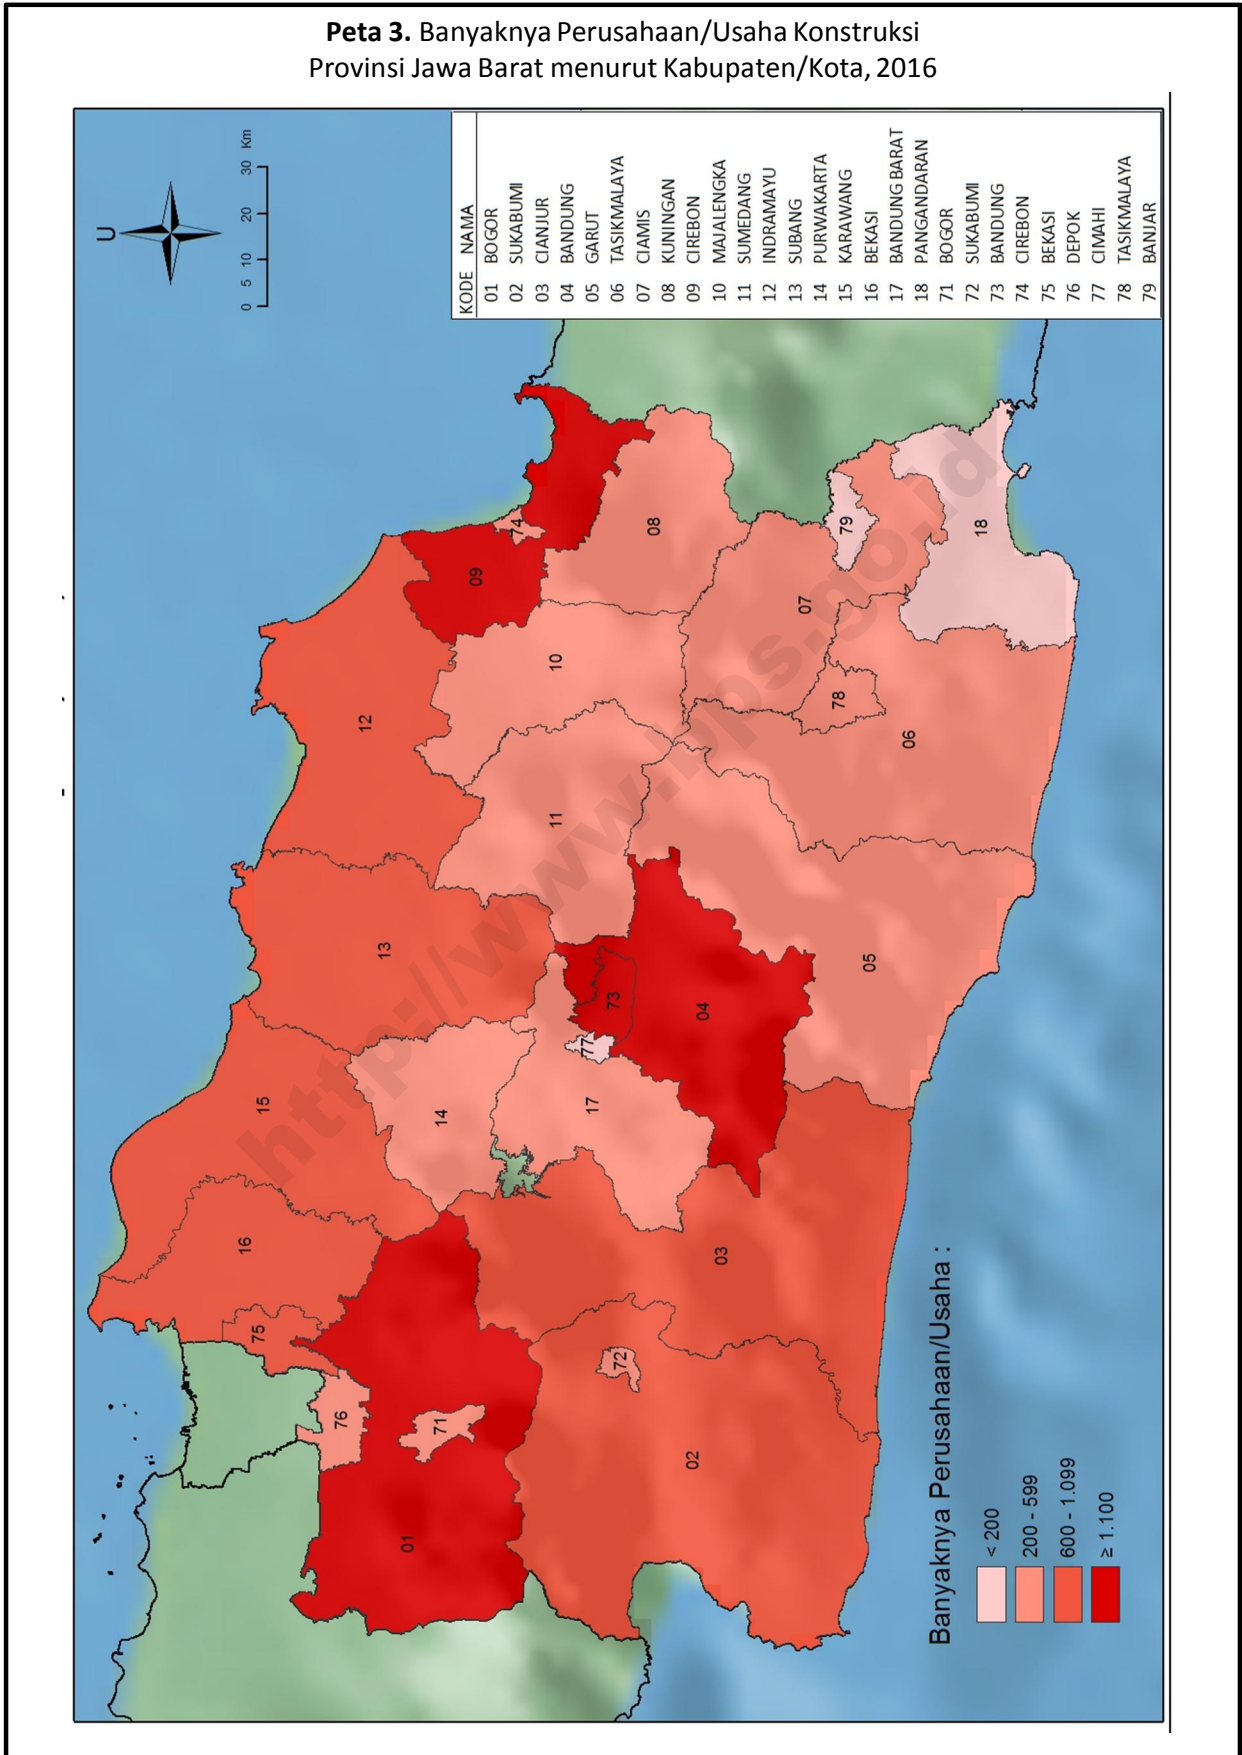 Peta 3. Banyaknya Perusahaan/Usaha Konstruksi
Provinsi Jawa Barat menurut Kabupaten/Kota, 2016
U
0 5 10 20 30 Km
KODE NAMA
01 BOGOR
02 SUKABUMI
03 CIANJUR
04 BANDUNG
05 GARUT
06 TASIKMALAYA
07 CIAMIS
08 KUNINGAN
09 CIREBON
10 MAJALENGKA
11 SUMEDANG
12 INDRAMAYU
13 SUBANG
14 PURWAKARTA
15 KARAWANG
16 BEKASI
17 BANDUNG BARAT
18 PANGANDARAN
71 BOGOR
72 SUKABUMI
73 BANDUNG
74 CIREBON
75 BEKASI
76 DEPOK
77 CIMAHI
78 TASIKMALAYA
79 BANJAR
16
15
75
76
01
71
14
13
12
09
74
10
08
11
17
77
73
04
72
02
03
05
06
78
07
79
18
http://www.bps.go.id
Banyaknya Perusahaan/Usaha :
< 200
200 - 599
600 - 1.099
≥ 1.100